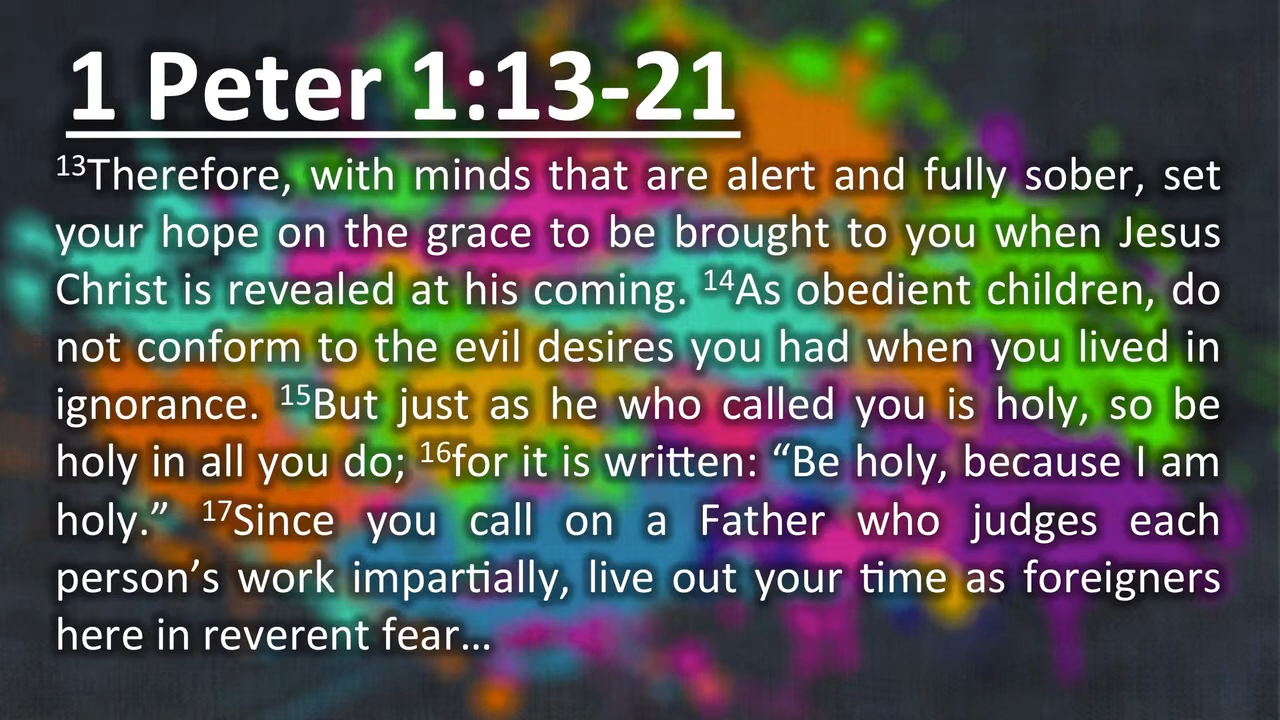 1 Peter 1:13-21
¹³Therefore, with minds that are alert and fully sober, set
your hope on the grace to be brought to you when Jesus
Christ is revealed at his coming. ¹⁴As obedient children, do
not conform to the evil desires you had when you lived in
ignorance. ¹⁵But just as he who called you is holy, so be
holy in all you do; ¹⁶for it is written: “Be holy, because I am
holy.” ¹⁷Since you call on a Father who judges each
person’s work impartially, live out your time as foreigners
here in reverent fear…